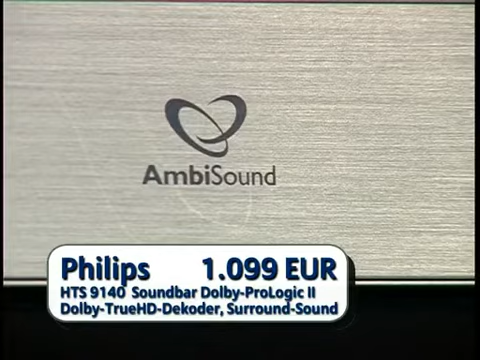 AmbiSound
Philips 1.099 EUR
HTS 9140 Soundbar Dolby-ProLogic II
Dolby-TrueHD-Dekoder, Surround-Sound